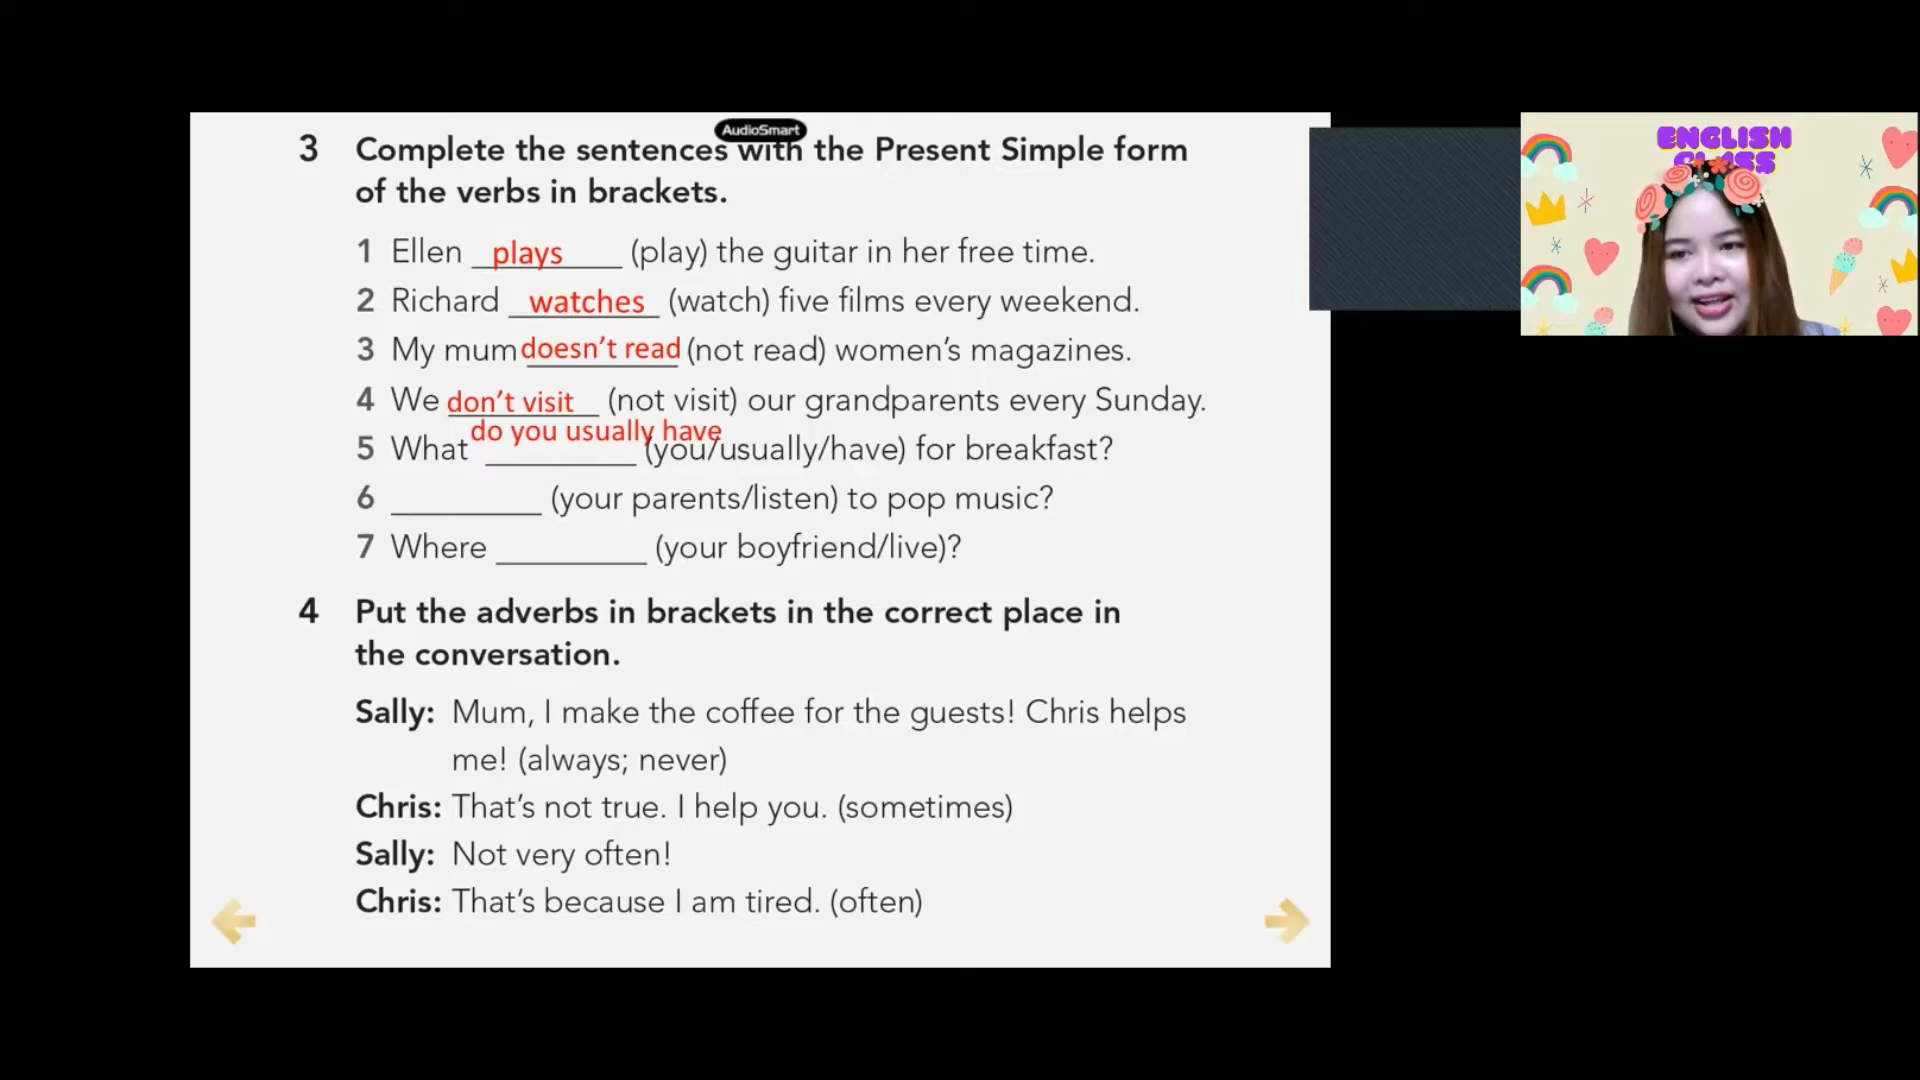 AudioSmart
3 Complete the sentences with the Present Simple form
of the verbs in brackets.
1 Ellen plays (play) the guitar in her free time.
2 Richard watches (watch) five films every weekend.
3 My mum doesn't read (not read) women's magazines.
4 We don't visit (not visit) our grandparents every Sunday.
do you usually have
5 What __________ (you/usually/have) for breakfast?
6 __________ (your parents/listen) to pop music?
7 Where __________ (your boyfriend/live)?
4 Put the adverbs in brackets in the correct place in
the conversation.
Sally: Mum, I make the coffee for the guests! Chris helps
me! (always; never)
Chris: That's not true. I help you. (sometimes)
Sally: Not very often!
Chris: That's because I am tired. (often)
ENGLISH
CLASS